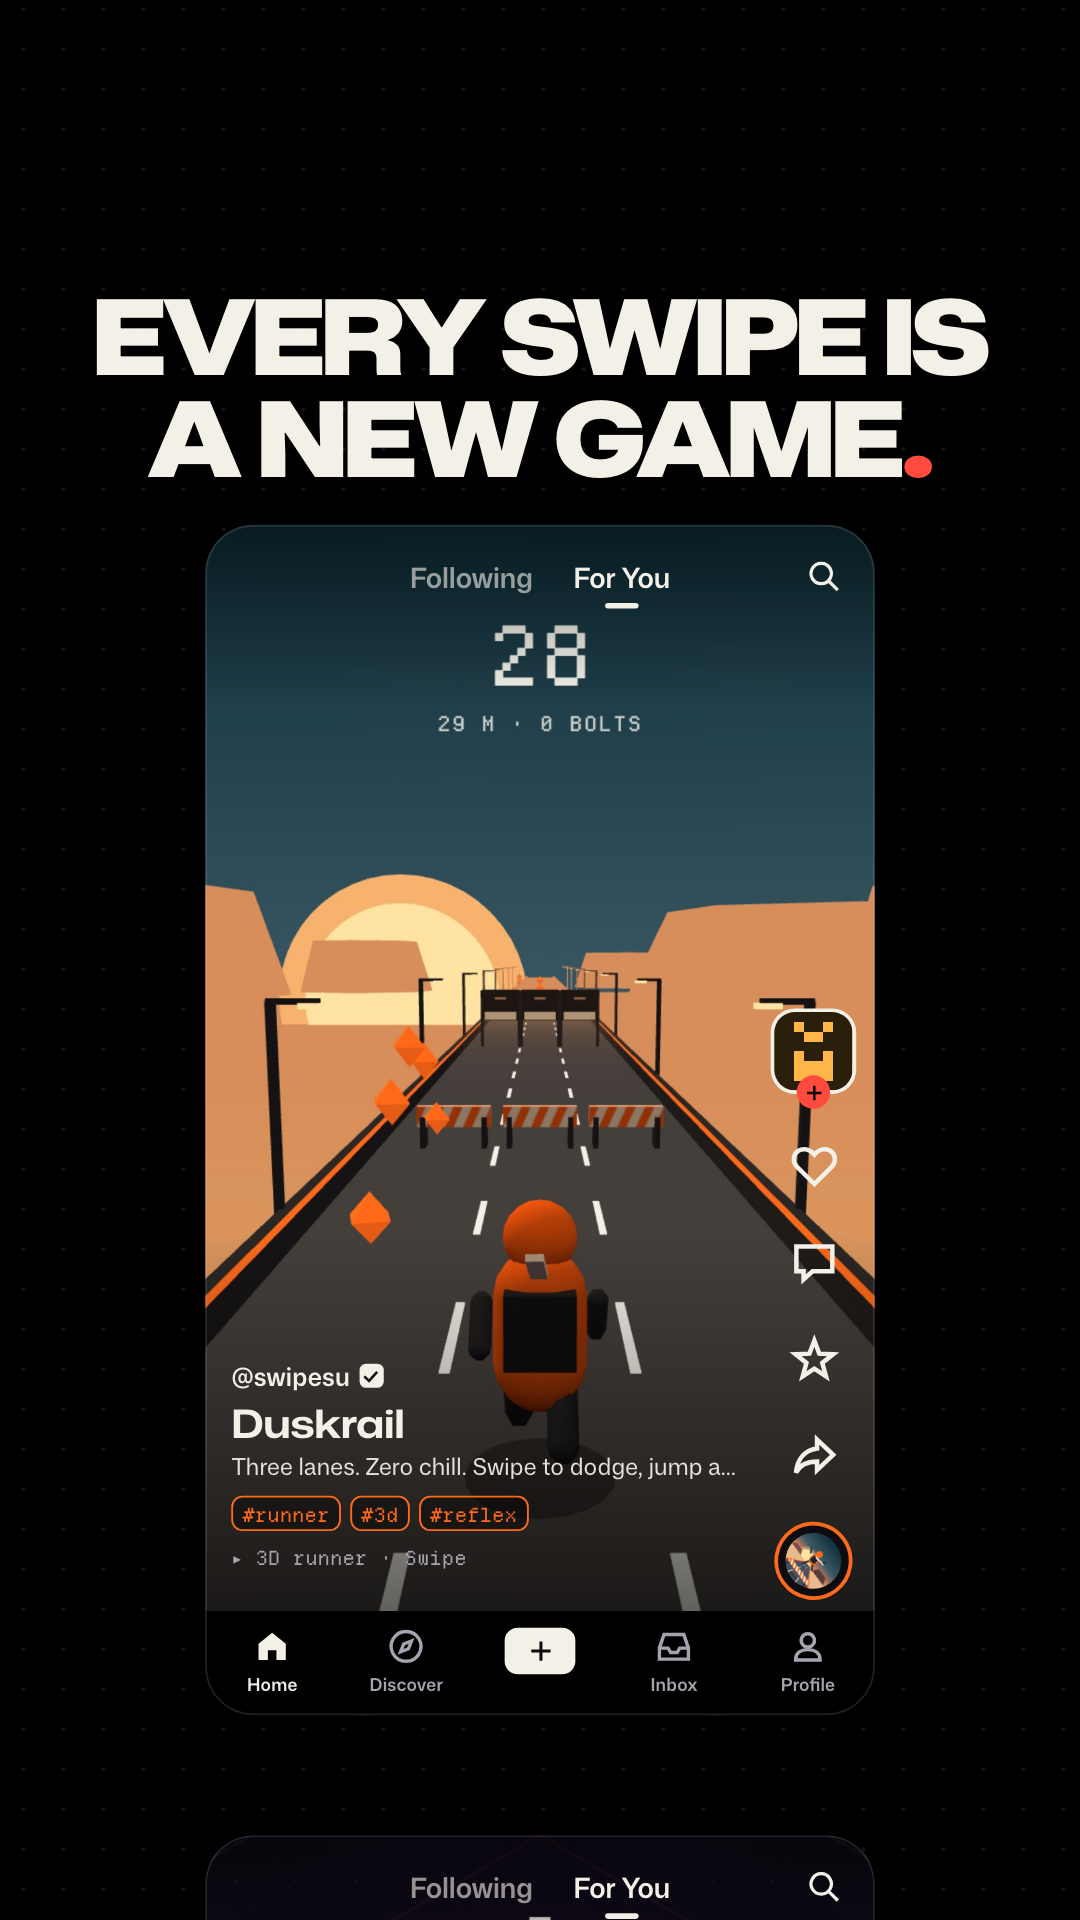 EVERY SWIPE IS
A NEW GAME.
Following For You
28
29 M · 0 BOLTS
@swipesu
Duskrail
Three lanes. Zero chill. Swipe to dodge, jump a...
#runner #3d #reflex
▸ 3D runner · Swipe
Home Discover Inbox Profile
Following For You